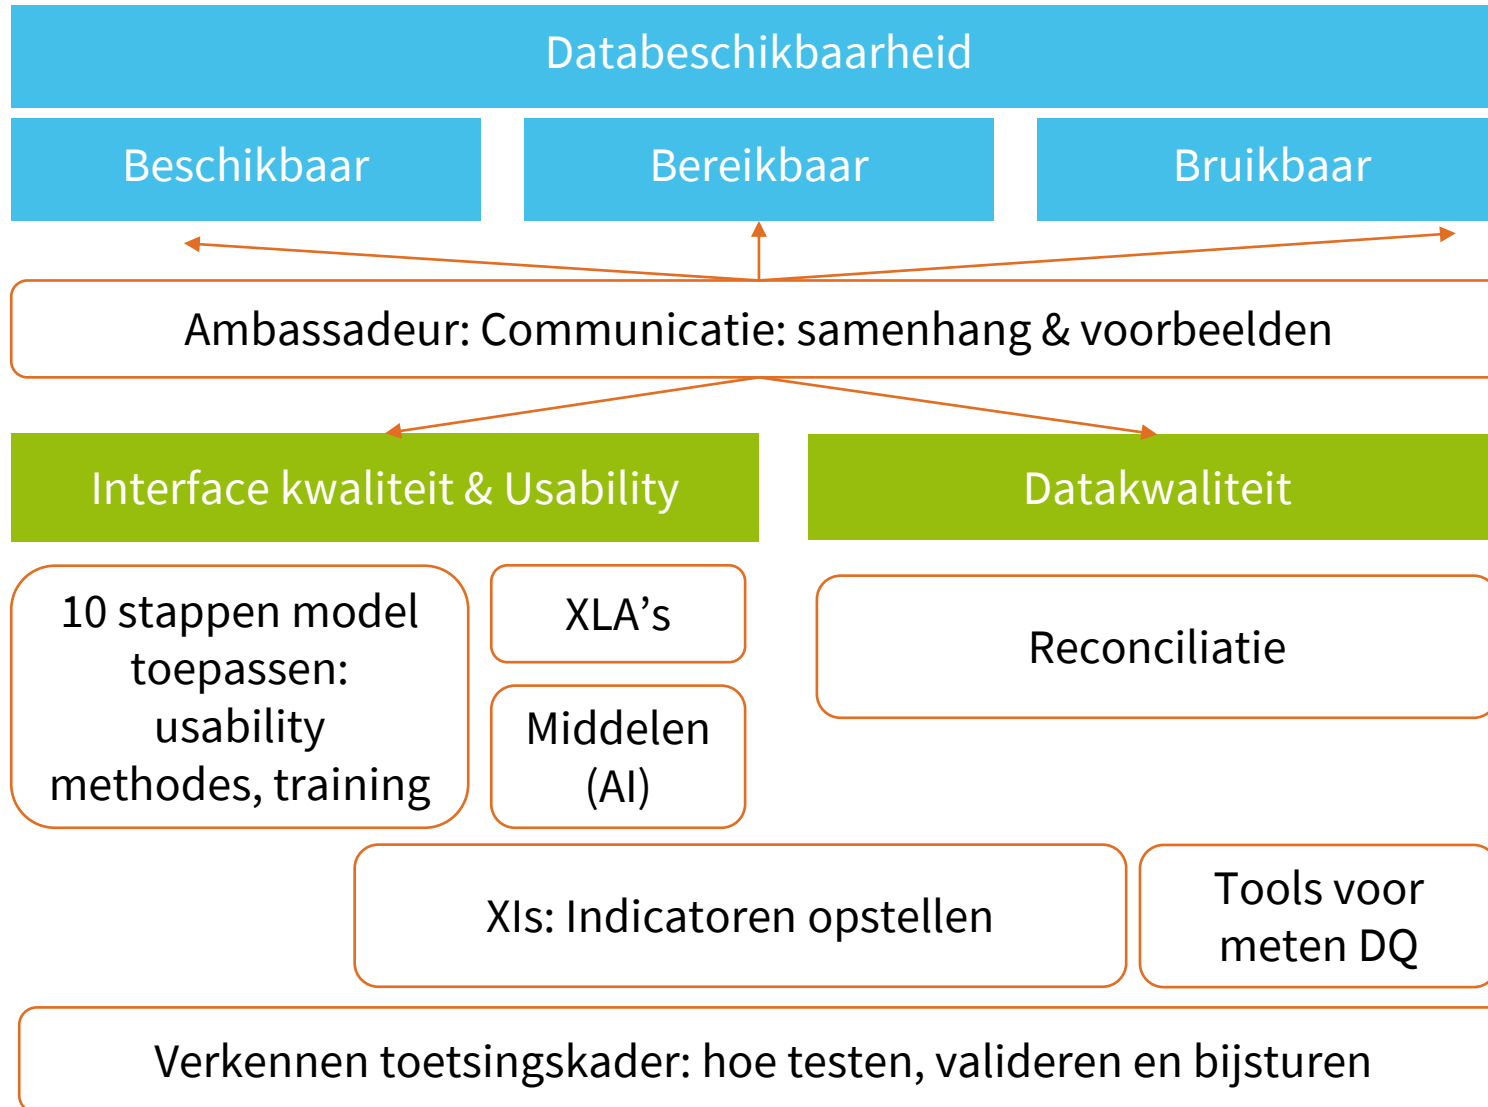 Databeschikbaarheid
Beschikbaar
Bereikbaar
Bruikbaar
Ambassadeur: Communicatie: samenhang & voorbeelden
Interface kwaliteit & Usability
Datakwaliteit
10 stappen model
toepassen:
usability
methodes, training
XLA’s
Middelen
(AI)
Reconciliatie
XIs: Indicatoren opstellen
Tools voor
meten DQ
Verkennen toetsingskader: hoe testen, valideren en bijsturen